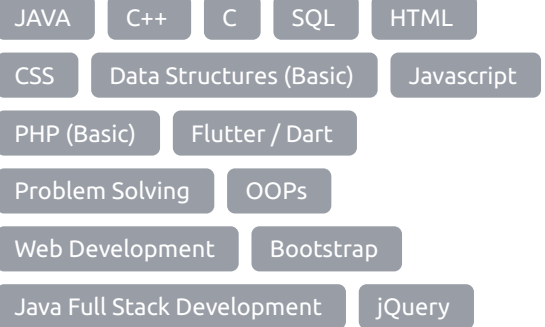 JAVA C++ C SQL HTML
CSS Data Structures (Basic) Javascript
PHP (Basic) Flutter / Dart
Problem Solving OOPs
Web Development Bootstrap
Java Full Stack Development jQuery